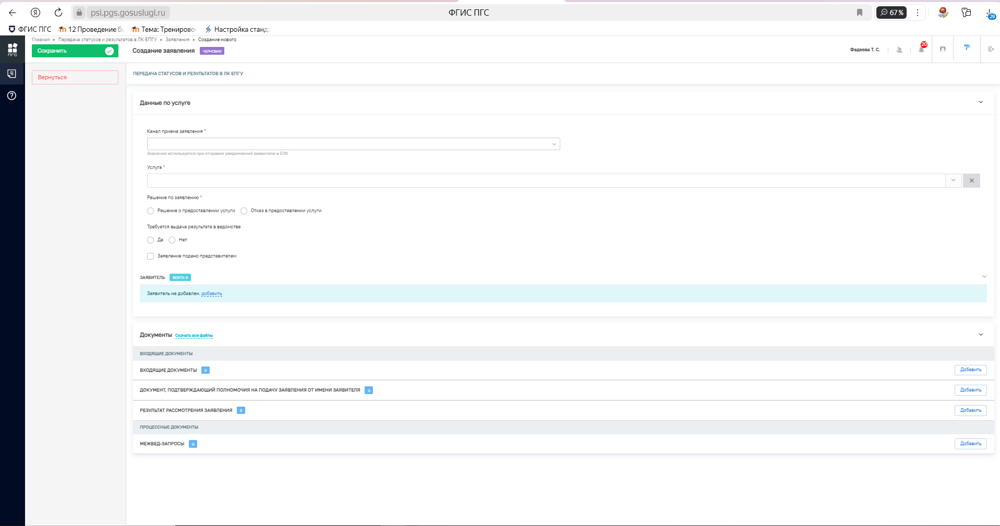 psi.pgs.gosuslugi.ru
ФГИС ПГС
67 %
29
ФГИС ПГС
12 Проведение б
Тема: Трениров
Настройка станд
Главная ▸ Передача статусов и результатов в ЛК ЕПГУ ▸ Заявления ▸ Создание нового
ПГС
Сохранить
Создание заявления ЧЕРНОВИК
Фадеева Т. С.
20
Вернуться
ПЕРЕДАЧА СТАТУСОВ И РЕЗУЛЬТАТОВ В ЛК ЕПГУ
Данные по услуге
Канал приема заявления *
Значение используется при отправке уведомлений заявителю в ЕЛК
Услуга *
Решение по заявлению *
Решение о предоставлении услуги Отказ в предоставлении услуги
Требуется выдача результата в ведомстве
Да Нет
Заявление подано представителем
ЗАЯВИТЕЛЬ ВСЕГО: 0
Заявитель не добавлен. добавить
Документы Скачать все файлы
ВХОДЯЩИЕ ДОКУМЕНТЫ
ВХОДЯЩИЕ ДОКУМЕНТЫ 0 Добавить
ДОКУМЕНТ, ПОДТВЕРЖДАЮЩИЙ ПОЛНОМОЧИЯ НА ПОДАЧУ ЗАЯВЛЕНИЯ ОТ ИМЕНИ ЗАЯВИТЕЛЯ 0 Добавить
РЕЗУЛЬТАТ РАССМОТРЕНИЯ ЗАЯВЛЕНИЯ 0 Добавить
ПРОЦЕССНЫЕ ДОКУМЕНТЫ
МЕЖВЕД-ЗАПРОСЫ 0 Добавить